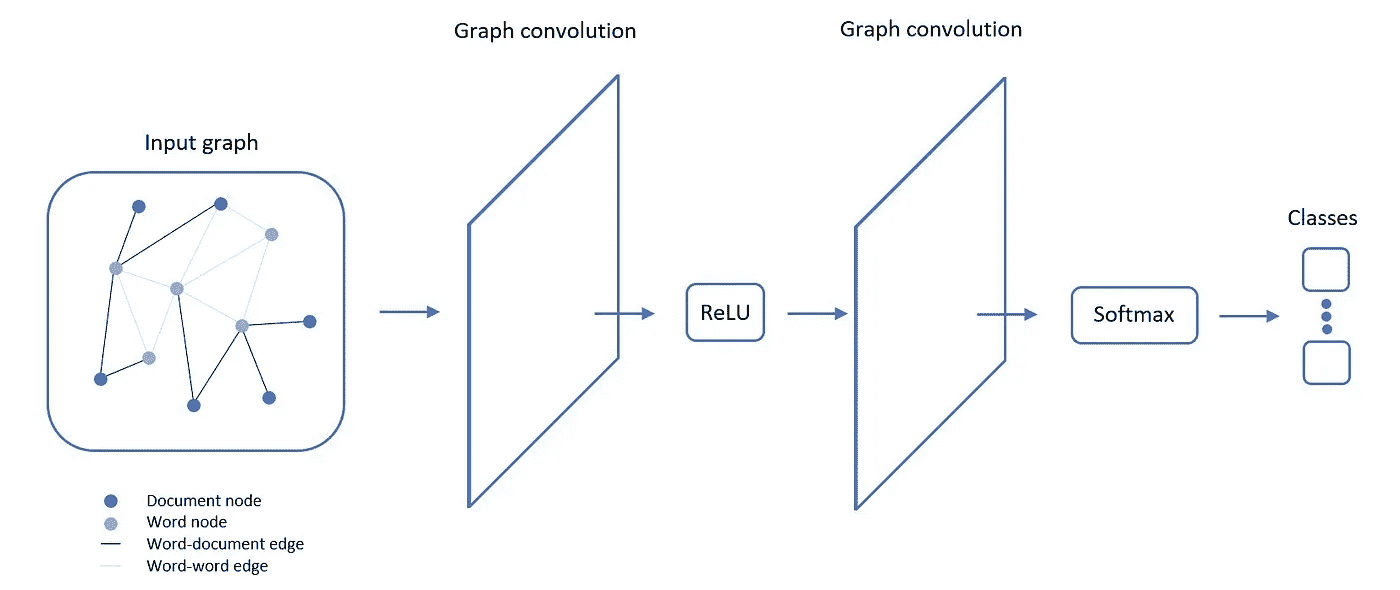 Graph convolution
Graph convolution
Input graph
Classes
ReLU
Softmax
Document node
Word node
Word-document edge
Word-word edge